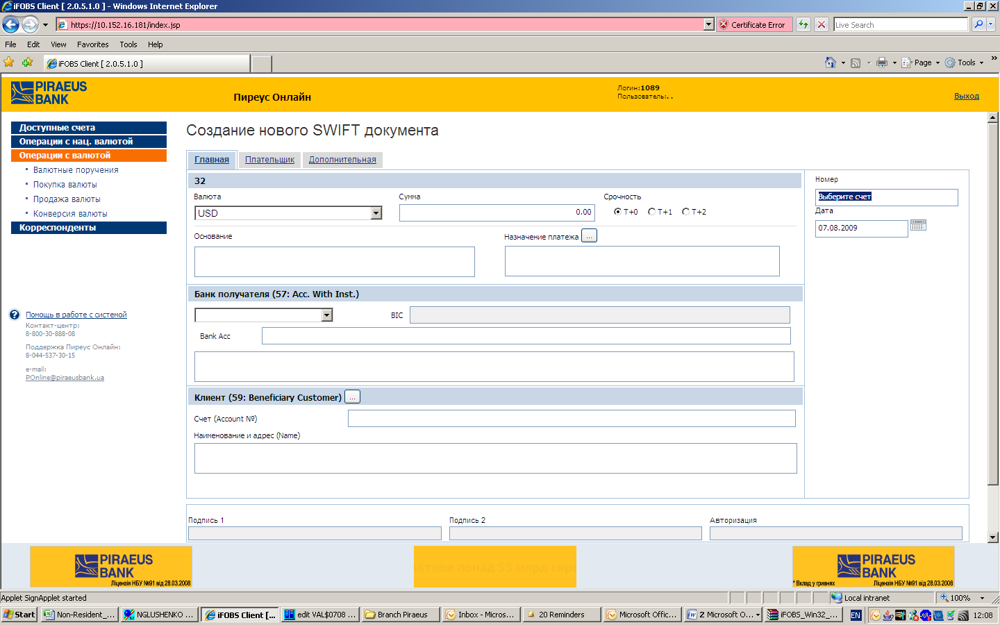 iFOBS Client [ 2.0.5.1.0 ] - Windows Internet Explorer
https://10.152.16.181/index.jsp
Certificate Error
Live Search
File Edit View Favorites Tools Help
iFOBS Client [ 2.0.5.1.0 ]
Page Tools »
PIRAEUS BANK
Пиреус Онлайн
Логин:1089
Пользователь:. .
Выход
Доступные счета
Операции с нац. валютой
Операции с валютой
Валютные поручения
Покупка валюты
Продажа валюты
Конверсия валюты
Корреспонденты
? Помощь в работе с системой
Контакт-центр:
8-800-30-888-08
Поддержка Пиреус Онлайн:
8-044-537-30-15
e-mail:
POnline@piraeusbank.ua
Создание нового SWIFT документа
Главная Плательщик Дополнительная
32
Валюта Сумма Срочность
USD 0.00 T+0 T+1 T+2
Основание Назначение платежа ...
Банк получателя (57: Acc. With Inst.)
BIC
Bank Acc
Клиент (59: Beneficiary Customer) ...
Счет (Account №)
Наименование и адрес (Name)
Номер
Выберите счет
Дата
07.08.2009
Подпись 1 Подпись 2 Авторизация
PIRAEUS BANK
Ліцензія НБУ №91 від 28.03.2008
Активи понад 55 млрд євро
PIRAEUS BANK
* Вклад у гривнях Ліцензія НБУ №91 від 28.03.2008
Applet SignApplet started
Local intranet 100%
Start Non-Resident_... NGLUSHENKO ... iFOBS Client [... edit VAL$0708 ... Branch Piraeus Inbox - Micros... 20 Reminders Microsoft Offic... 2 Microsoft O... iFOBS_Win32_... EN 12:08